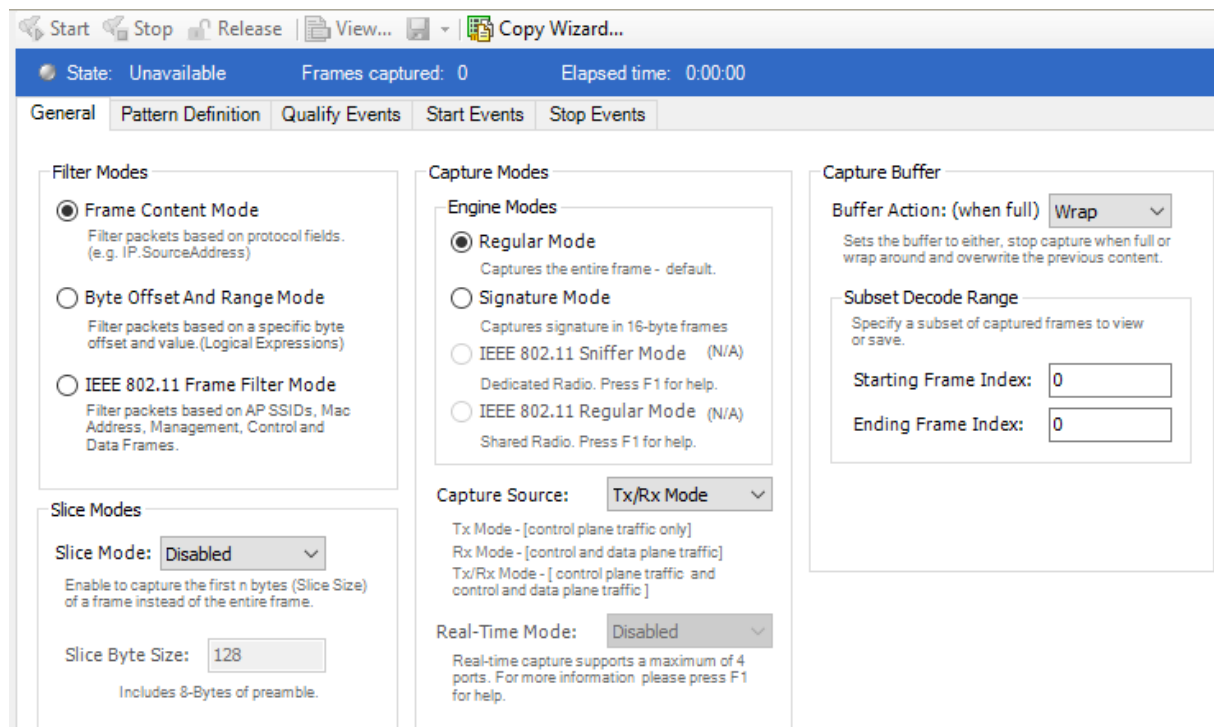 Start Stop Release View... Copy Wizard...
State: Unavailable Frames captured: 0 Elapsed time: 0:00:00
General Pattern Definition Qualify Events Start Events Stop Events
Filter Modes
Frame Content Mode
Filter packets based on protocol fields.
(e.g. IP.SourceAddress)
Byte Offset And Range Mode
Filter packets based on a specific byte
offset and value.(Logical Expressions)
IEEE 802.11 Frame Filter Mode
Filter packets based on AP SSIDs, Mac
Address, Management, Control and
Data Frames.
Slice Modes
Slice Mode: Disabled
Enable to capture the first n bytes (Slice Size)
of a frame instead of the entire frame.
Slice Byte Size: 128
Includes 8-Bytes of preamble.
Capture Modes
Engine Modes
Regular Mode
Captures the entire frame - default.
Signature Mode
Captures signature in 16-byte frames
IEEE 802.11 Sniffer Mode (N/A)
Dedicated Radio. Press F1 for help.
IEEE 802.11 Regular Mode (N/A)
Shared Radio. Press F1 for help.
Capture Source: Tx/Rx Mode
Tx Mode - [control plane traffic only]
Rx Mode - [control and data plane traffic]
Tx/Rx Mode - [ control plane traffic and
control and data plane traffic ]
Real-Time Mode: Disabled
Real-time capture supports a maximum of 4
ports. For more information please press F1
for help.
Capture Buffer
Buffer Action: (when full) Wrap
Sets the buffer to either, stop capture when full or
wrap around and overwrite the previous content.
Subset Decode Range
Specify a subset of captured frames to view
or save.
Starting Frame Index: 0
Ending Frame Index: 0